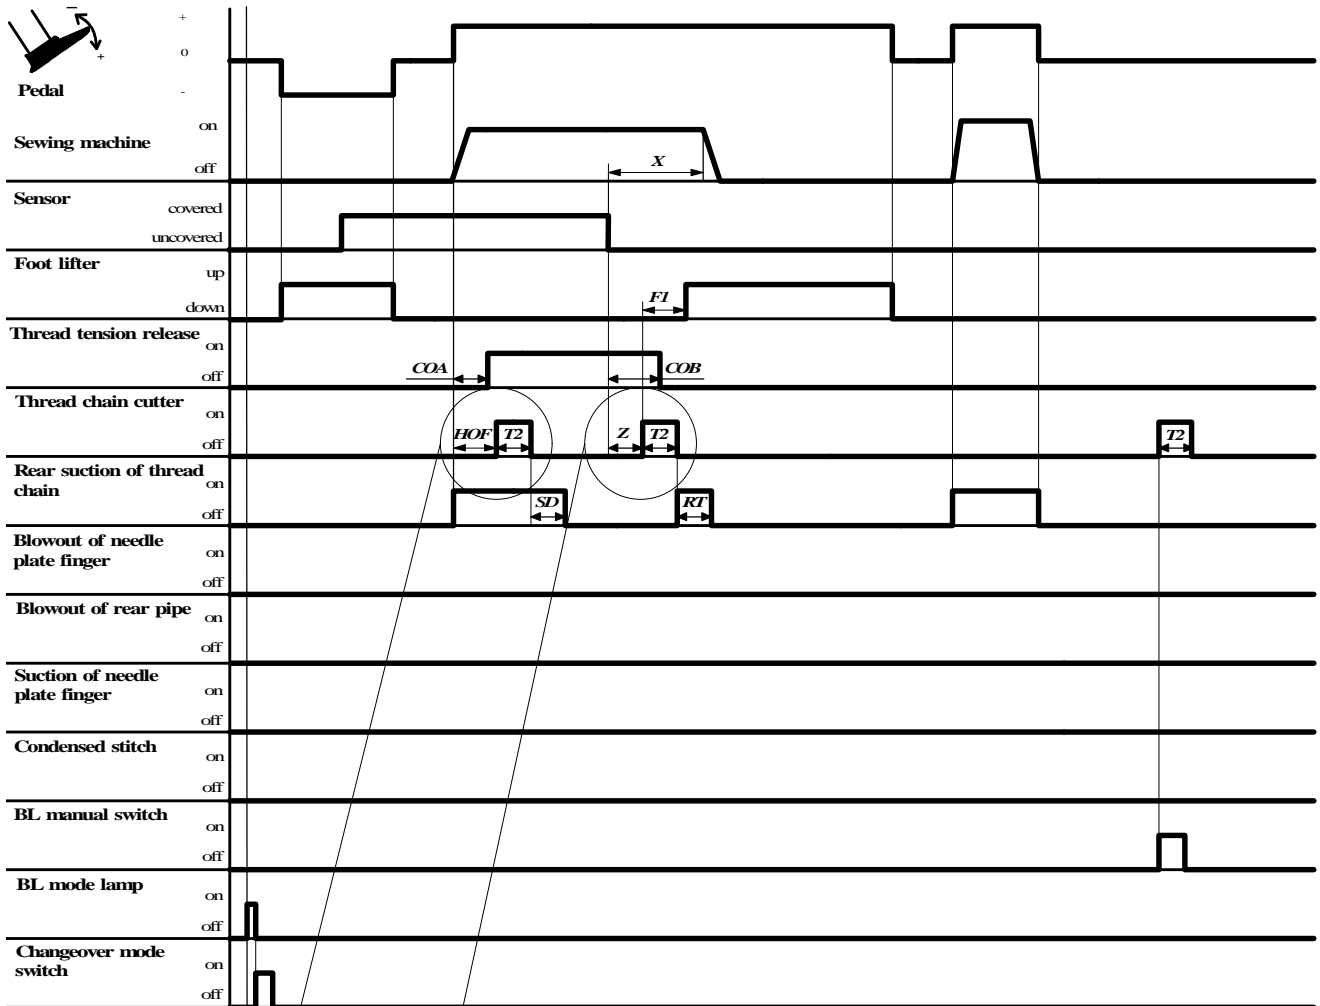 −
+
+
0
-
Pedal
on
Sewing machine
off
X
Sensor
covered
uncovered
Foot lifter
up
down
F1
Thread tension release
on
off
COA
COB
Thread chain cutter
on
off
HOF
T2
Z
T2
T2
Rear suction of thread
chain
on
off
SD
RT
Blowout of needle
plate finger
on
off
Blowout of rear pipe
on
off
Suction of needle
plate finger
on
off
Condensed stitch
on
off
BL manual switch
on
off
BL mode lamp
on
off
Changeover mode
switch
on
off